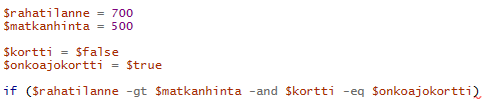 $rahatilanne = 700
$matkanhinta = 500
$kortti = $false
$onkoajokortti = $true
if ($rahatilanne -gt $matkanhinta -and $kortti -eq $onkoajokortti)